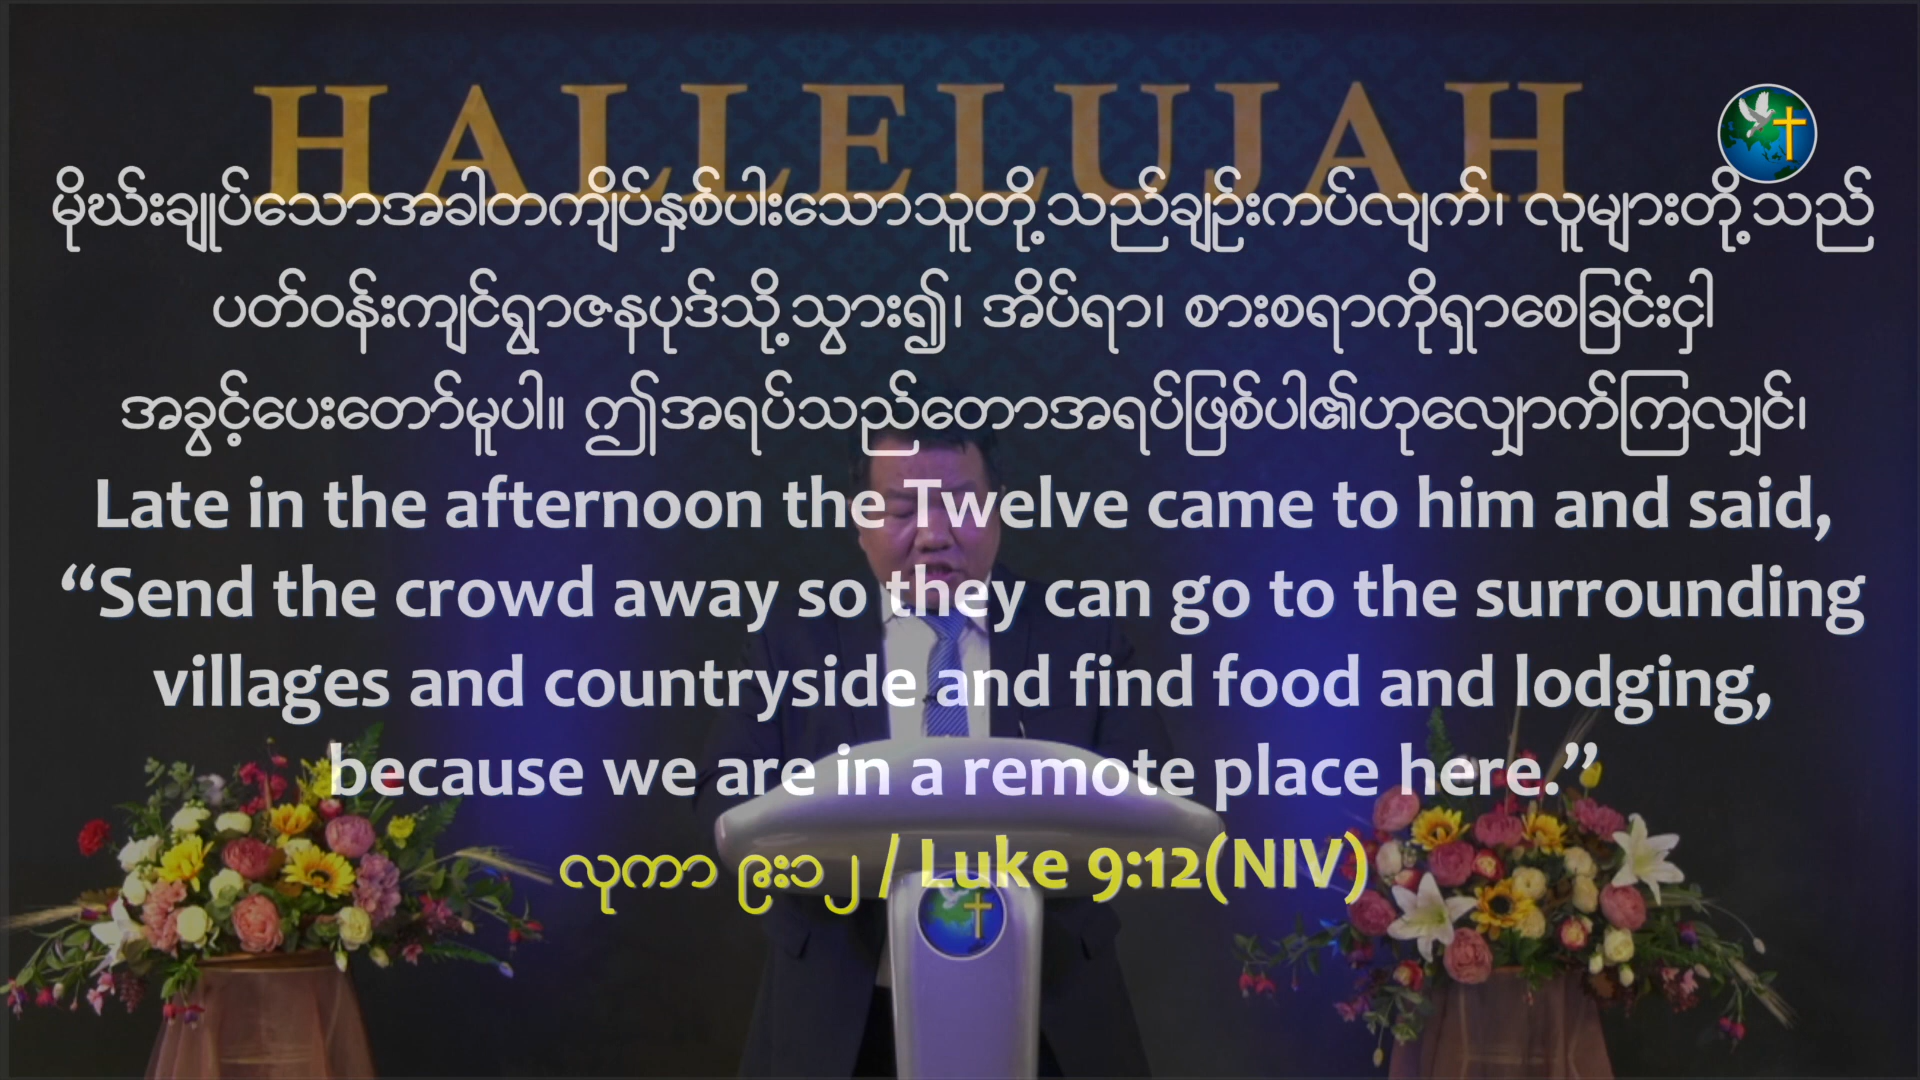 HALLELUJAH
မိုဃ်းချုပ်သောအခါတကျိပ်နှစ်ပါးသောသူတို့သည်ချဉ်းကပ်လျက်၊ လူများတို့သည်
ပတ်ဝန်းကျင်ရွာဇနပုဒ်သို့သွား၍၊ အိပ်ရာ၊ စားစရာကိုရှာစေခြင်းငှါ
အခွင့်ပေးတော်မူပါ။ ဤအရပ်သည်တောအရပ်ဖြစ်ပါ၏ဟုလျှောက်ကြလျှင်၊
Late in the afternoon the Twelve came to him and said,
“Send the crowd away so they can go to the surrounding
villages and countryside and find food and lodging,
because we are in a remote place here.”
လုကာ ၉း၁၂ / Luke 9:12(NIV)